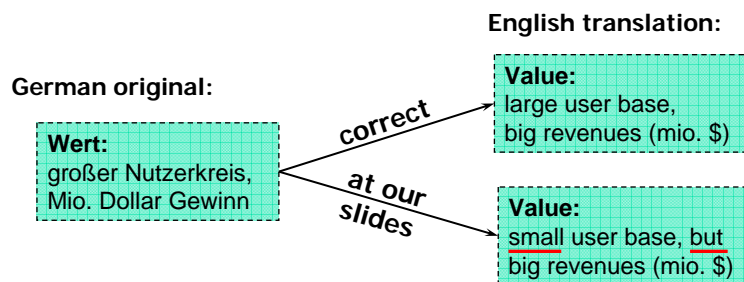 English translation:
German original:
Wert:
großer Nutzerkreis,
Mio. Dollar Gewinn
correct
at our
slides
Value:
large user base,
big revenues (mio. $)
Value:
small user base, but
big revenues (mio. $)